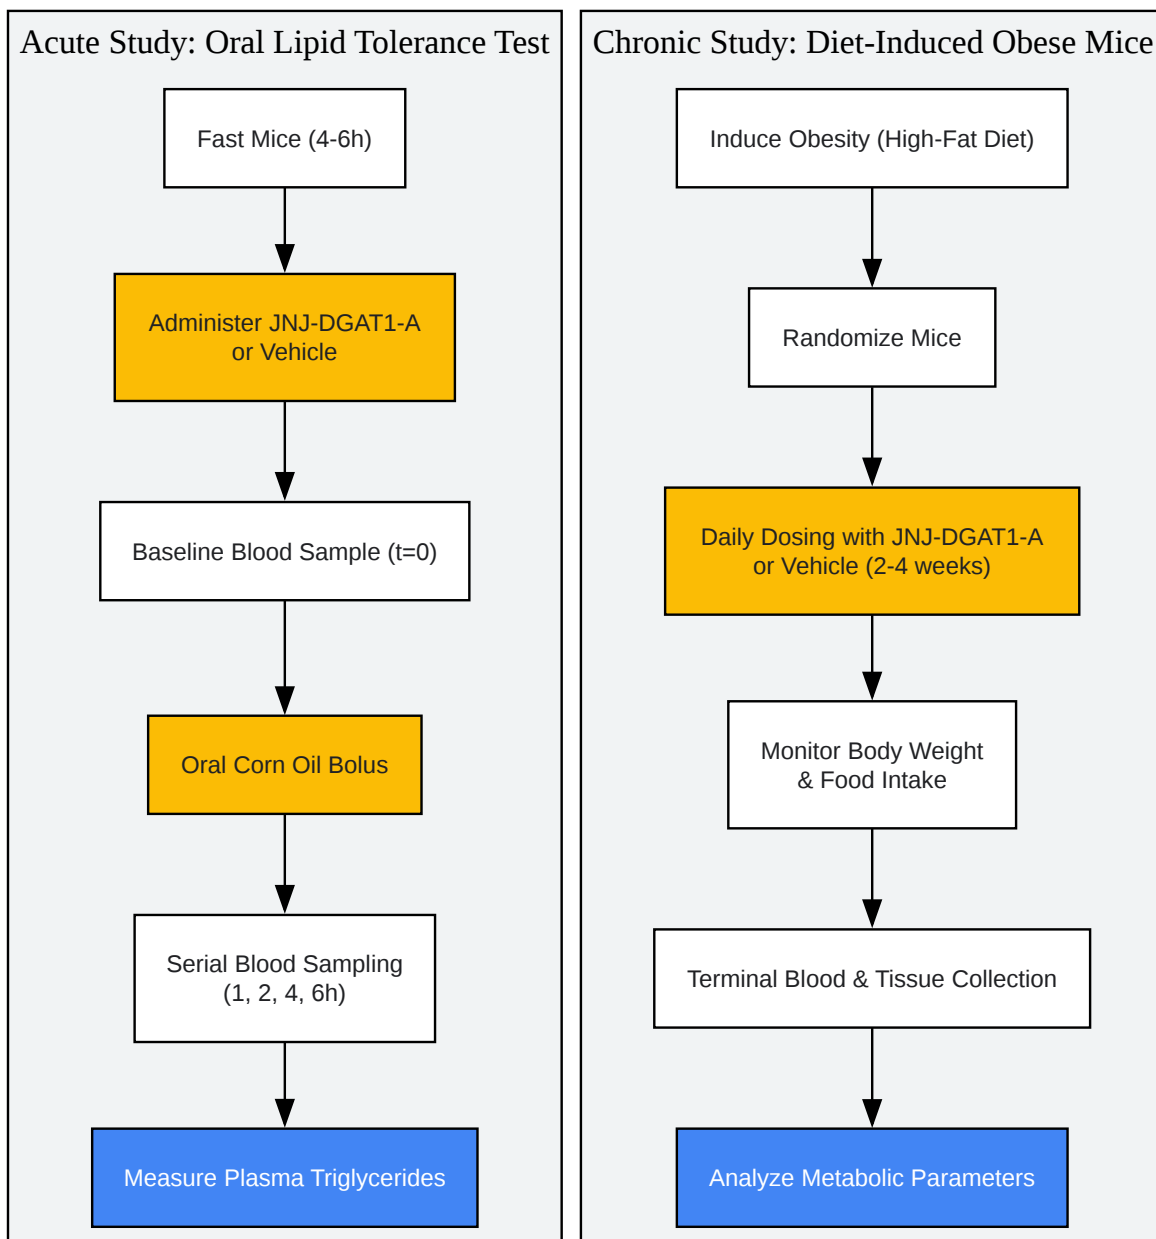 Acute Study: Oral Lipid Tolerance Test
Fast Mice (4-6h)
Administer JNJ-DGAT1-A
or Vehicle
Baseline Blood Sample (t=0)
Oral Corn Oil Bolus
Serial Blood Sampling
(1, 2, 4, 6h)
Measure Plasma Triglycerides
Chronic Study: Diet-Induced Obese Mice
Induce Obesity (High-Fat Diet)
Randomize Mice
Daily Dosing with JNJ-DGAT1-A
or Vehicle (2-4 weeks)
Monitor Body Weight
& Food Intake
Terminal Blood & Tissue Collection
Analyze Metabolic Parameters